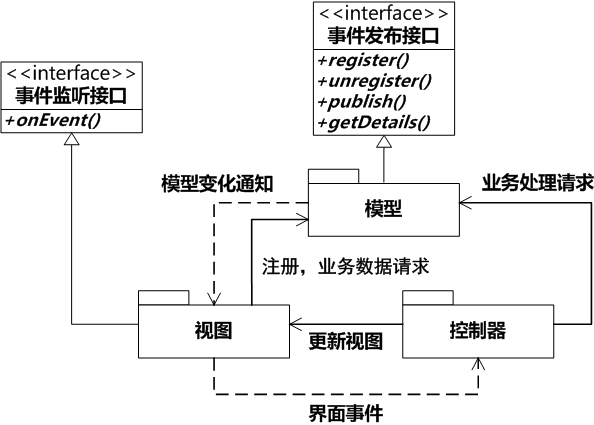 <<interface>>
事件发布接口
+register()
+unregister()
+publish()
+getDetails()
<<interface>>
事件监听接口
+onEvent()
模型变化通知
业务处理请求
模型
注册，业务数据请求
视图
更新视图
控制器
界面事件